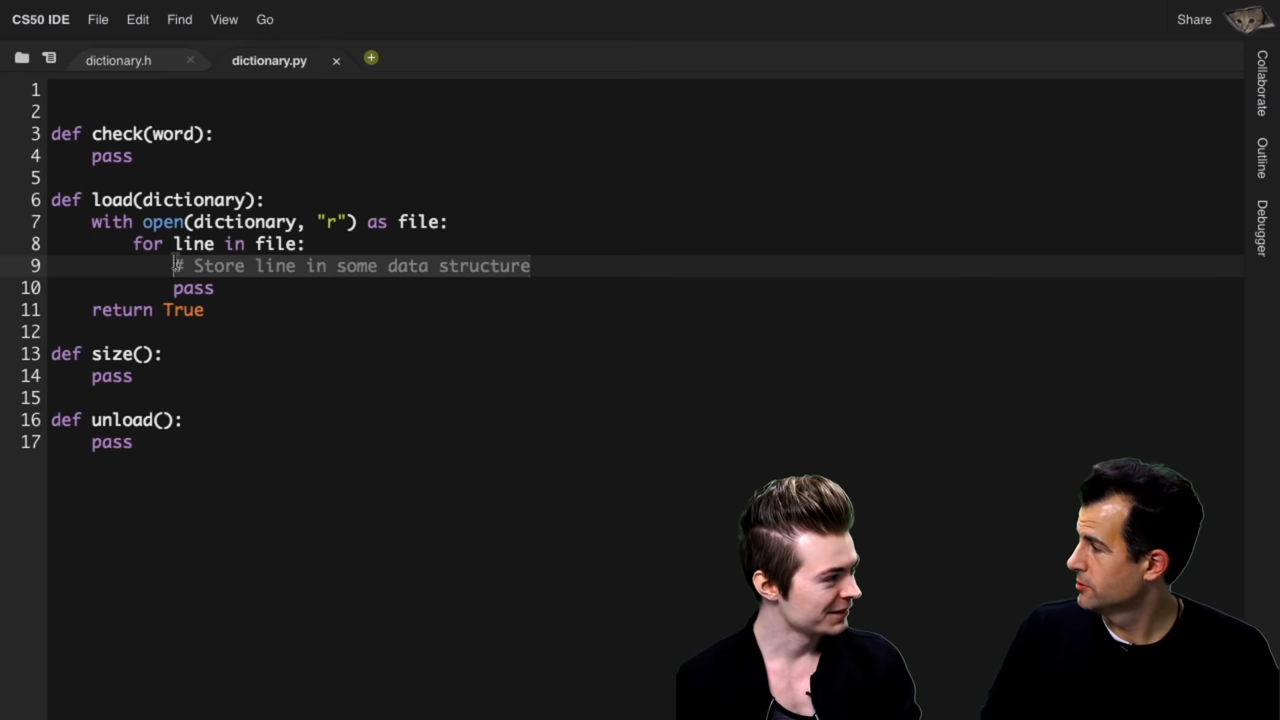 CS50 IDE File Edit Find View Go Share
dictionary.h dictionary.py
1
2
3 def check(word):
4 pass
5
6 def load(dictionary):
7 with open(dictionary, "r") as file:
8 for line in file:
9 # Store line in some data structure
10 pass
11 return True
12
13 def size():
14 pass
15
16 def unload():
17 pass
Collaborate
Outline
Debugger